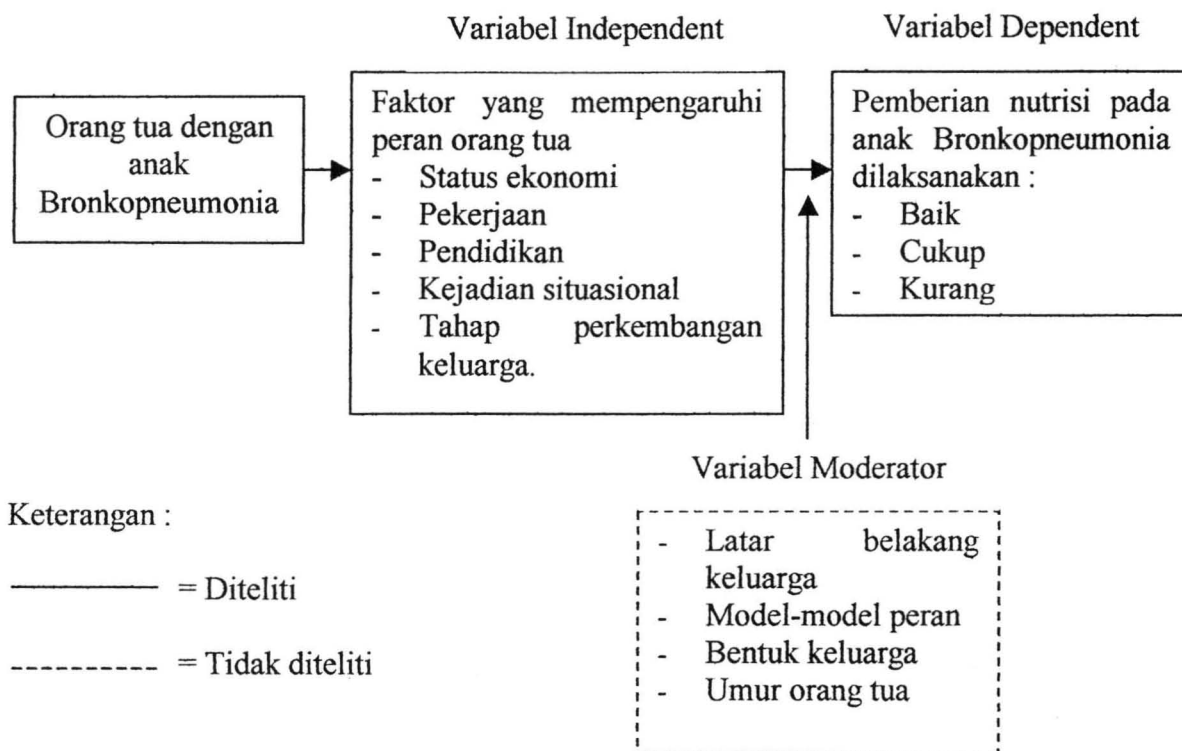 Variabel Independent
Variabel Dependent
Orang tua dengan
anak
Bronkopneumonia
Faktor yang mempengaruhi
peran orang tua
- Status ekonomi
- Pekerjaan
- Pendidikan
- Kejadian situasional
- Tahap perkembangan
keluarga.
Pemberian nutrisi pada
anak Bronkopneumonia
dilaksanakan :
- Baik
- Cukup
- Kurang
Variabel Moderator
- Latar belakang
keluarga
- Model-model peran
- Bentuk keluarga
- Umur orang tua
Keterangan :
= Diteliti
= Tidak diteliti